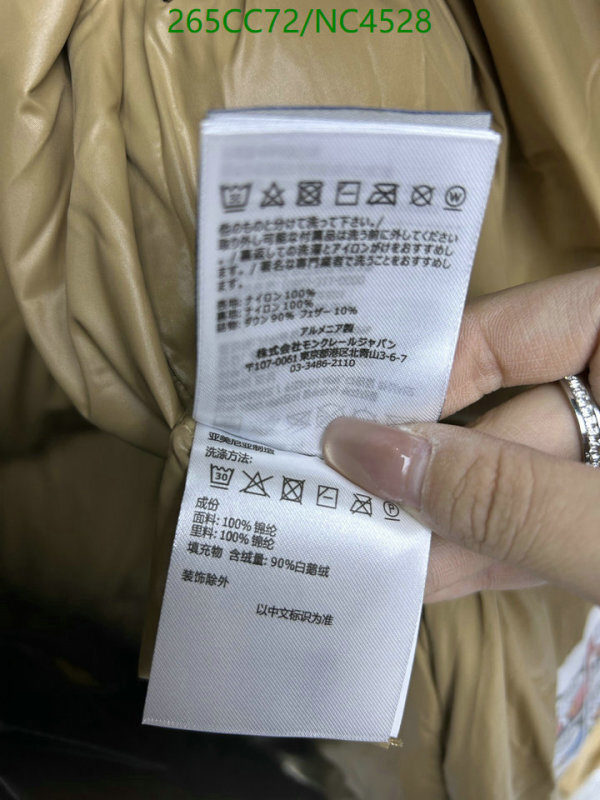 265CC72/NC4528
色のものと分けて洗って下さい。/
取り外し可能な付属品は洗う前に外してくださ
い。/ 裏返しての洗濯とアイロンがけをおすすめし
ます。/ 著名な専門業者で洗うことをおすすめし
ます。
表地: ナイロン 100%
裏地: ナイロン 100%
詰物: ダウン 90% フェザー 10%
アルメニア製
株式会社モンクレールジャパン
〒107-0061 東京都港区北青山3-6-7
03-3486-2110
亚美尼亚制造
洗涤方法:
30
P
成份
面料: 100% 锦纶
里料: 100% 锦纶
填充物 含绒量: 90%白鹅绒
装饰除外
以中文标识为准